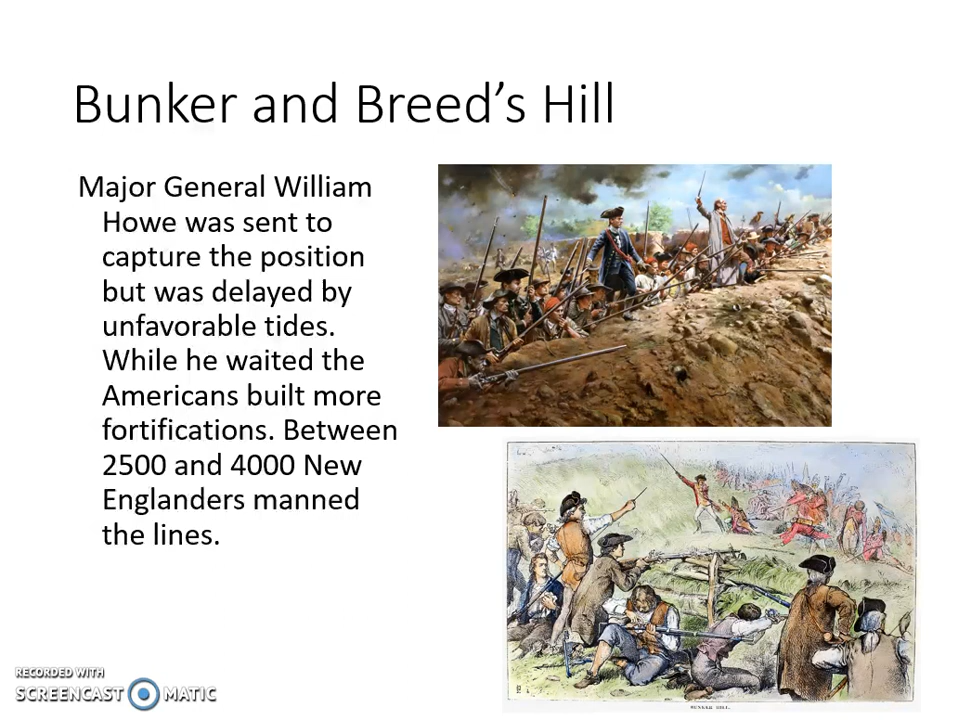 Bunker and Breed’s Hill
Major General William
Howe was sent to
capture the position
but was delayed by
unfavorable tides.
While he waited the
Americans built more
fortifications. Between
2500 and 4000 New
Englanders manned
the lines.
BUNKER HILL.
RECORDED WITH
SCREENCAST MATIC